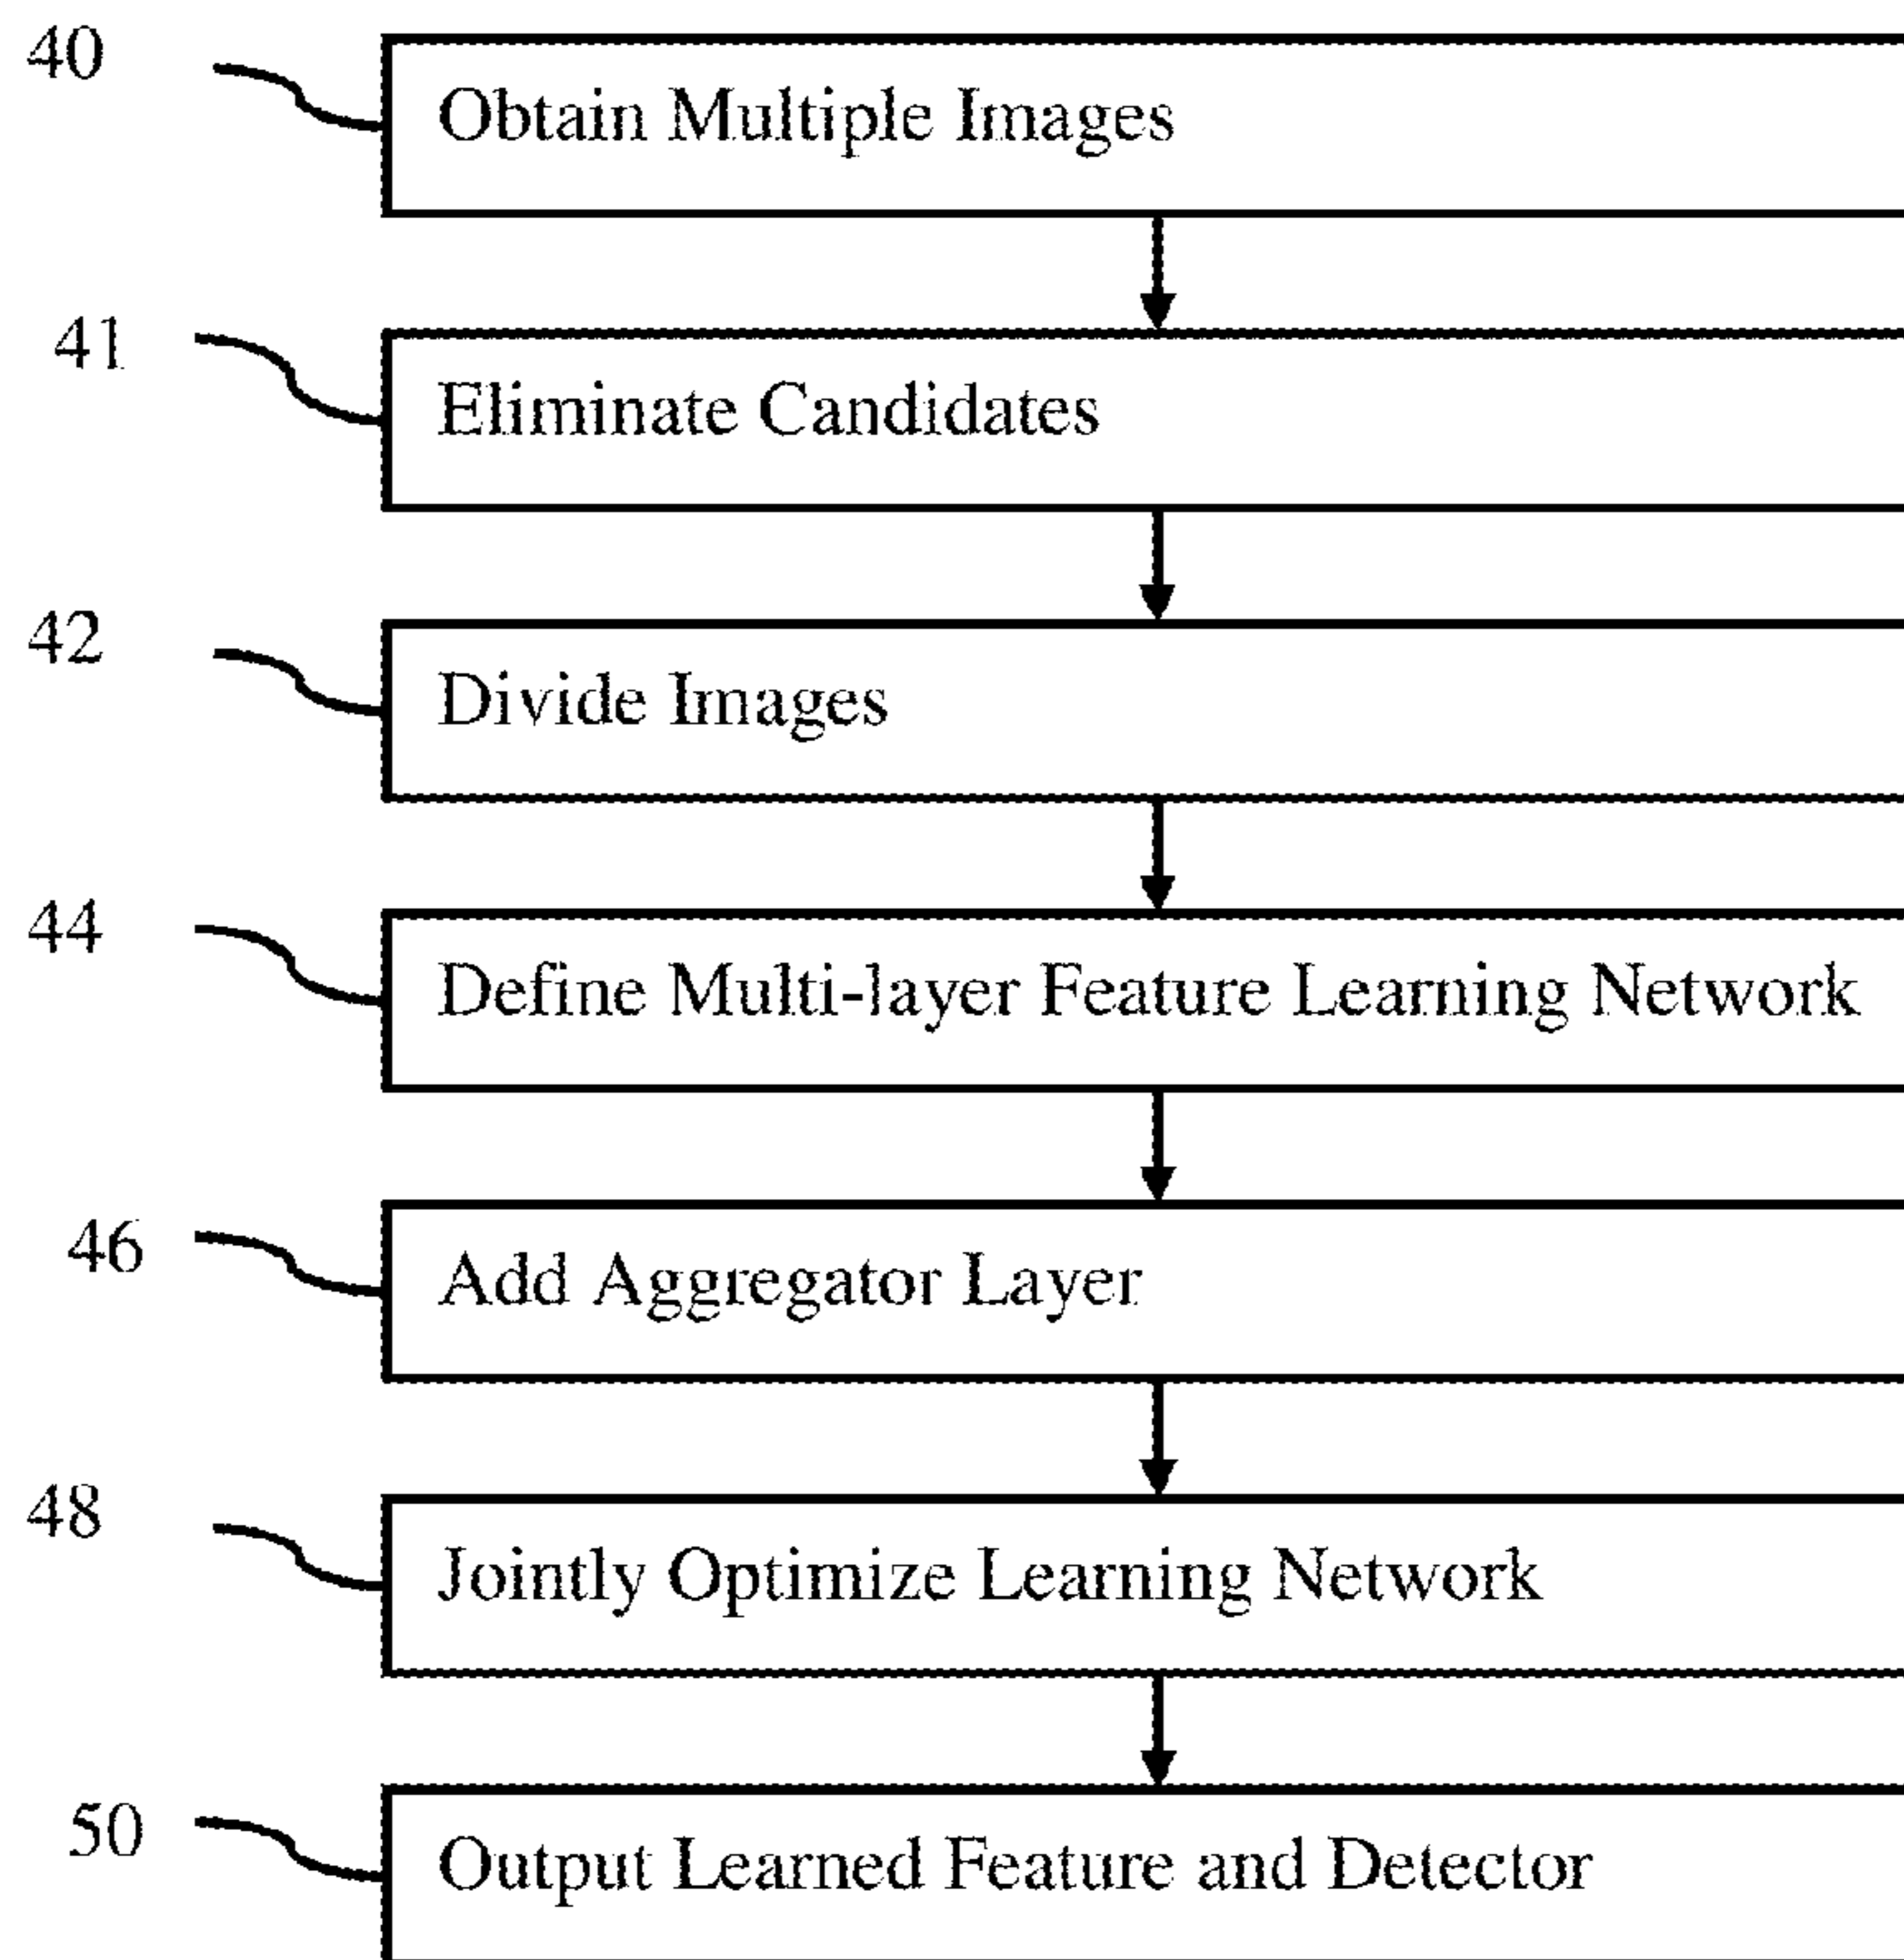 40
Obtain Multiple Images
41
Eliminate Candidates
42
Divide Images
44
Define Multi-layer Feature Learning Network
46
Add Aggregator Layer
48
Jointly Optimize Learning Network
50
Output Learned Feature and Detector